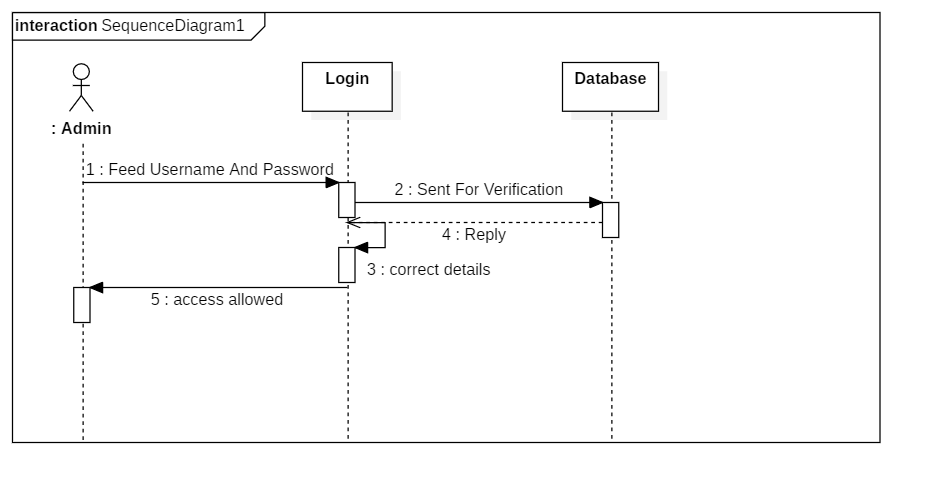 interaction SequenceDiagram1
Login
Database
: Admin
1 : Feed Username And Password
2 : Sent For Verification
4 : Reply
3 : correct details
5 : access allowed